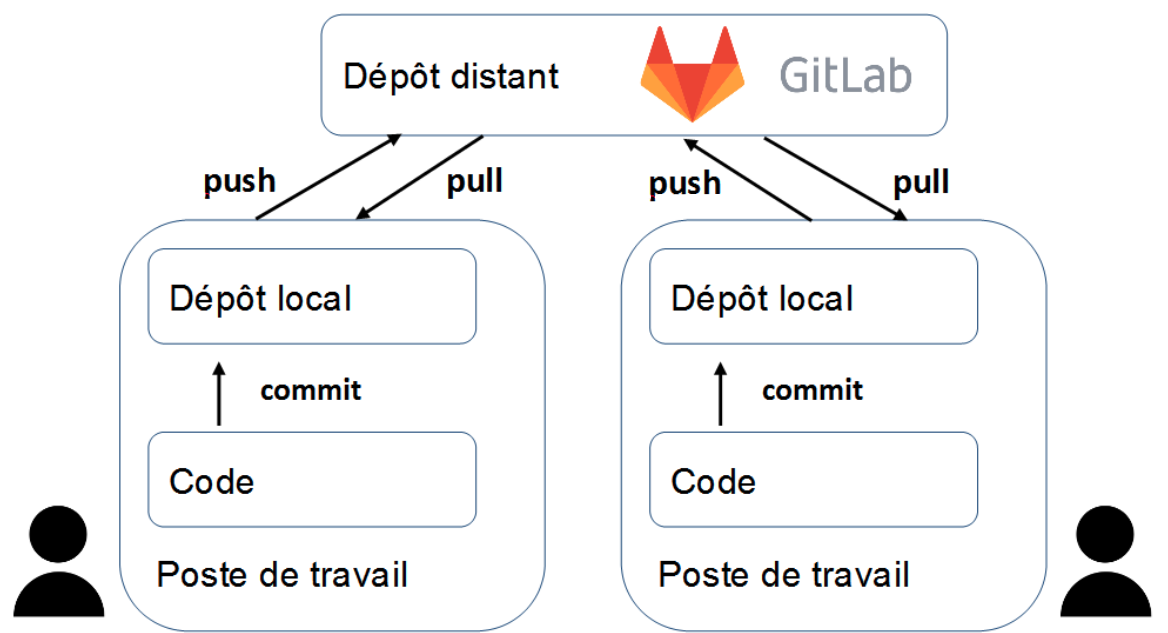 Dépôt distant GitLab
push pull push pull
Dépôt local Dépôt local
commit commit
Code Code
Poste de travail Poste de travail